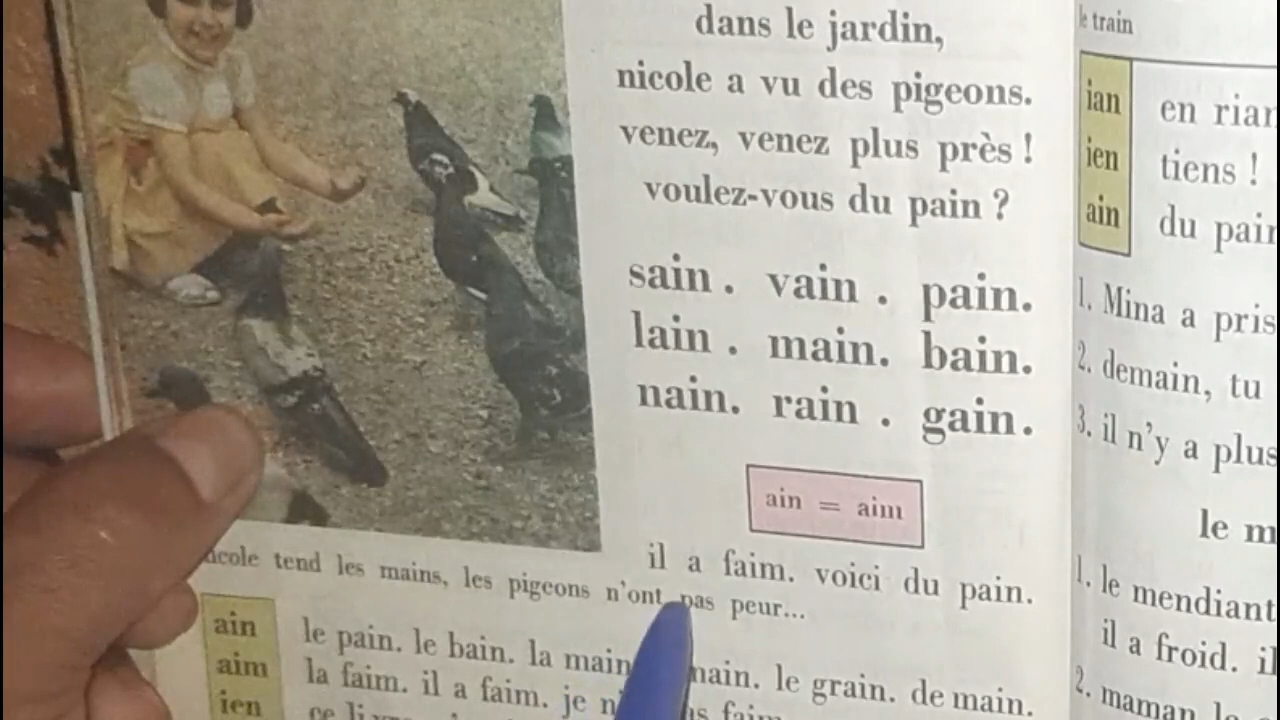 dans le jardin,
nicole a vu des pigeons.
venez, venez plus près !
voulez-vous du pain ?
sain . vain . pain.
lain . main. bain.
nain. rain . gain.
ain = aim
il a faim. voici du pain.
tend les mains, les pigeons n'ont pas peur...
ain
aim
ien
le pain. le bain. la main. le grain. de main.
la faim. il a faim. je faim
le train
ian
ien
ain
en
tiens !
du
1. Mina a pris
2. demain, tu
3. il n'y a plus
le
1. le mendiant
il a froid.
2. maman